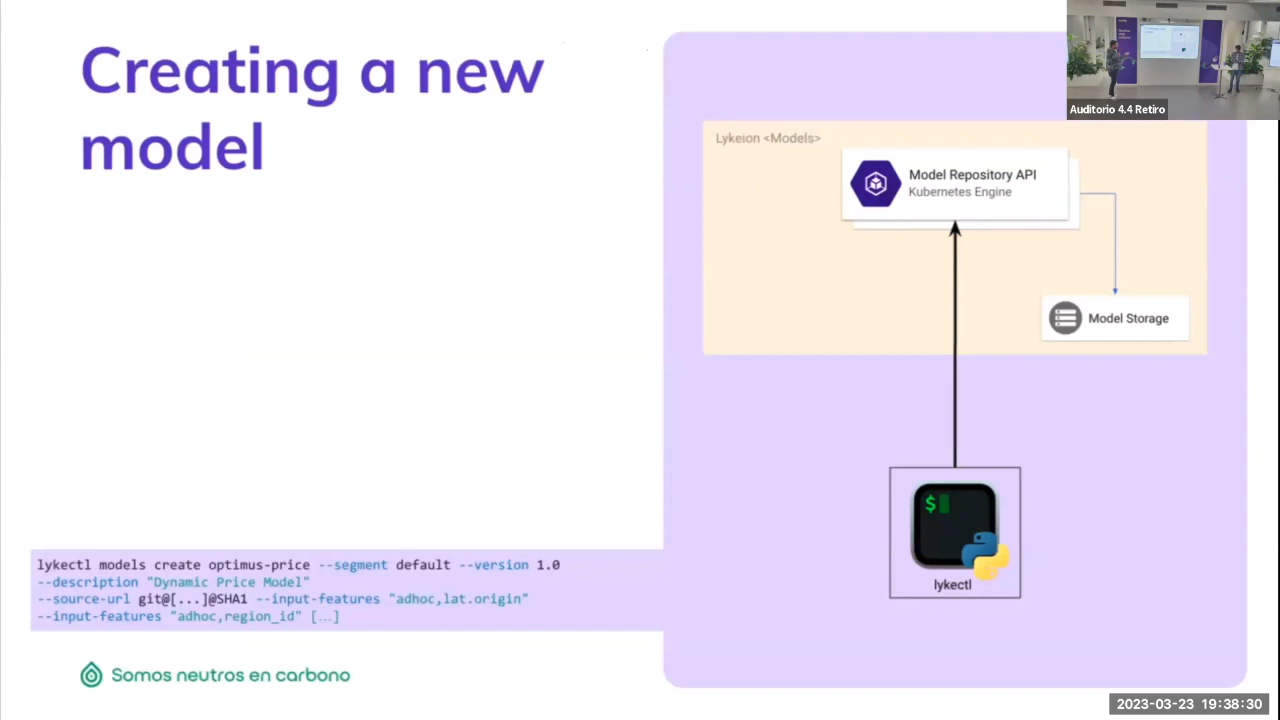 Creating a new
model
Auditorio 4.4 Retiro
Lykeion <Models>
Model Repository API
Kubernetes Engine
Model Storage
$
lykectl
lykectl models create optimus-price --segment default --version 1.0
--description "Dynamic Price Model"
--source-url git@[...]@SHA1 --input-features "adhoc,lat.origin"
--input-features "adhoc,region_id" [...]
Somos neutros en carbono
2023-03-23 19:38:30